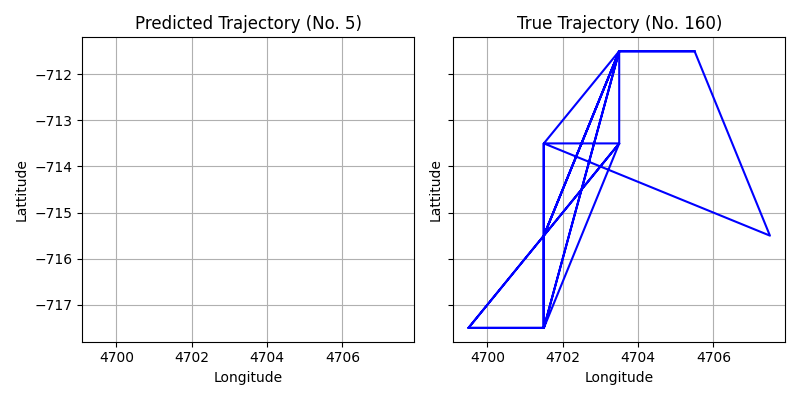 Predicted Trajectory (No. 5)
−712
−713
−714
−715
−716
−717
Lattitude
4700 4702 4704 4706
Longitude
True Trajectory (No. 160)
Lattitude
4700 4702 4704 4706
Longitude